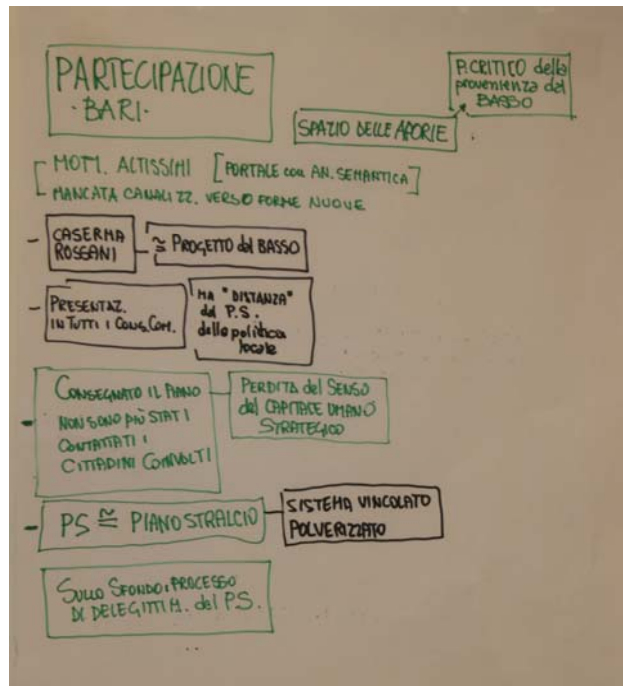 PARTECIPAZIONE
- BARI -
P. CRITICO della
provenienza dal
BASSO
SPAZIO DELLE APORIE
MOTIV. ALTISSIMI [PORTALE con AN. SEMANTICA]
MANCATA CANALIZZ. VERSO FORME NUOVE
- CASERMA
ROSSANI
≅ PROGETTO dal BASSO
- PRESENTAZ.
IN TUTTI I CONS. COM.
MA "DISTANZA"
dal P.S.
della politica
locale
- CONSEGNATO IL PIANO
NON SONO PIÙ STATI
CONTATTATI I
CITTADINI COINVOLTI
PERDITA del SENSO
del CAPITALE UMANO
STRATEGICO
- PS ≅ PIANO STRALCIO
SISTEMA VINCOLATO
POLVERIZZATO
SULLO SFONDO: PROCESSO
DI DELEGITTIM. del P.S.